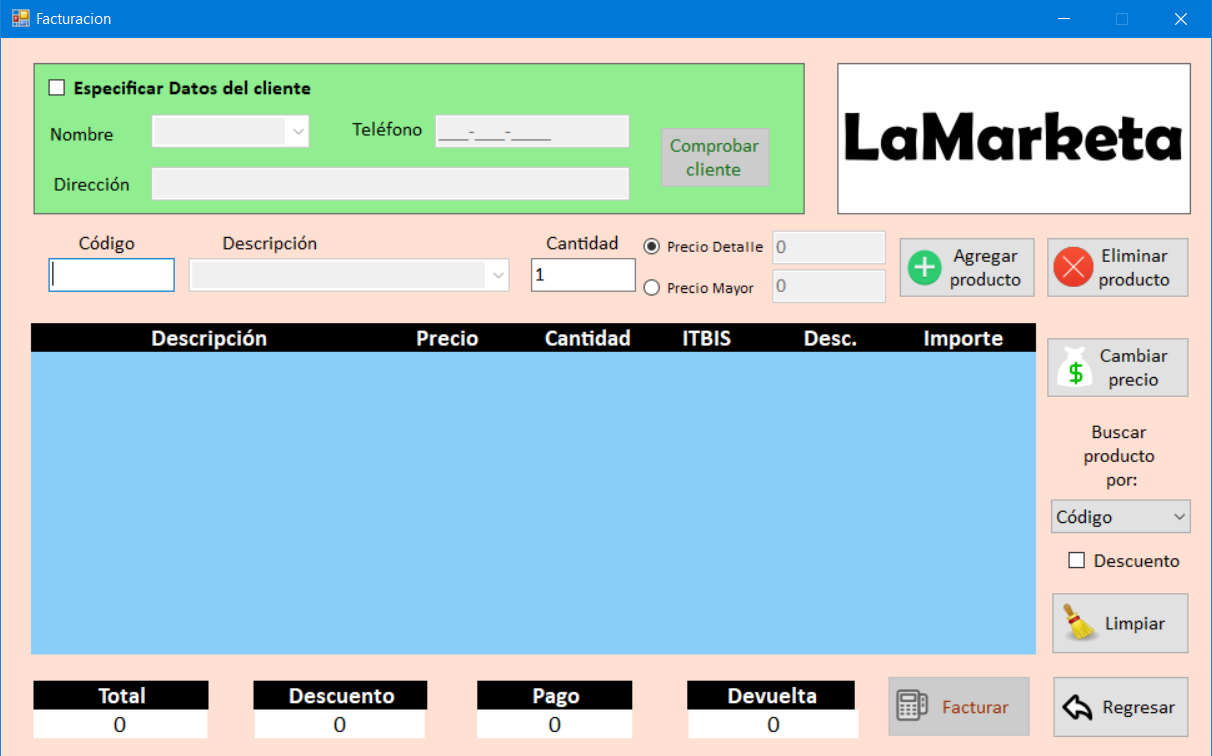 Facturacion
Especificar Datos del cliente
Nombre
Teléfono ___-___-____
Comprobar
cliente
Dirección
LaMarketa
Código
Descripción
Cantidad
1
Precio Detalle 0
Precio Mayor 0
Agregar
producto
Eliminar
producto
Descripción Precio Cantidad ITBIS Desc. Importe
Cambiar
precio
$
Buscar
producto
por:
Código
Descuento
Limpiar
Total Descuento Pago Devuelta
0 0 0 0
Facturar
Regresar